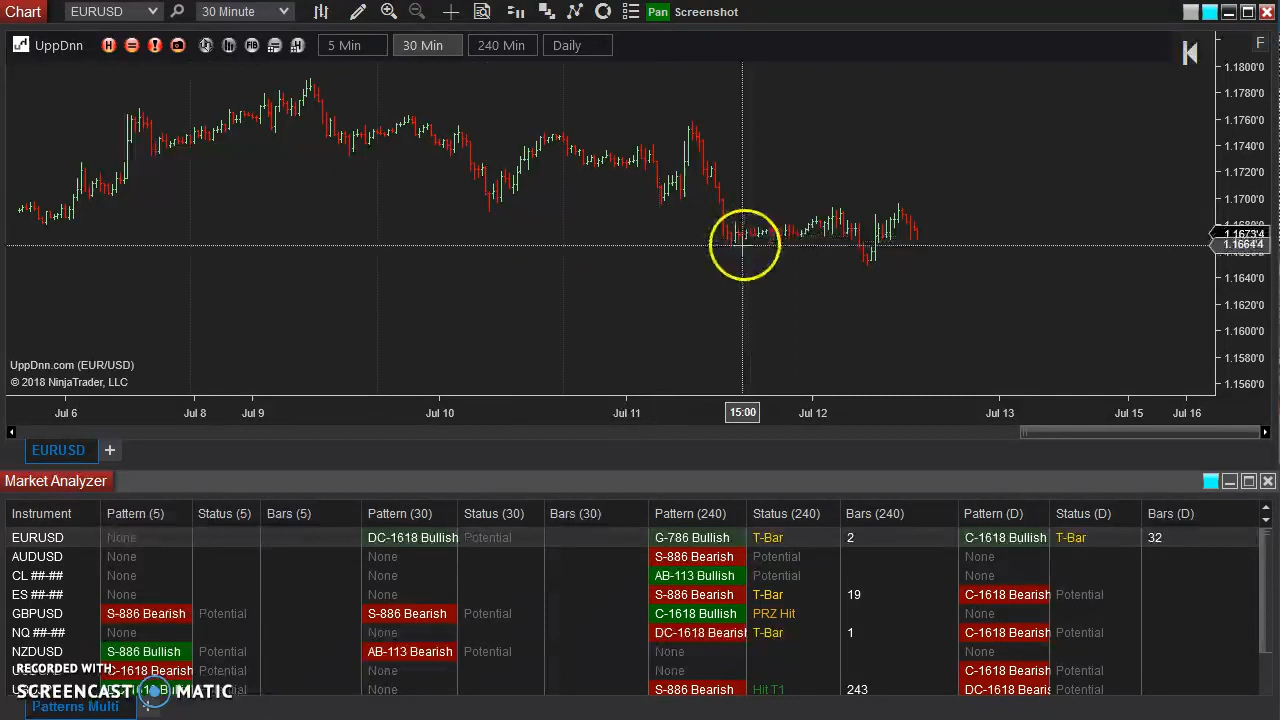 Chart EURUSD 30 Minute Pan Screenshot
UppDnn H FIB 5 Min 30 Min 240 Min Daily F
1.1800'0
1.1780'0
1.1760'0
1.1740'0
1.1720'0
1.1700'0
1.1673'4
1.1664'4
1.1640'0
1.1620'0
1.1600'0
1.1580'0
1.1560'0
UppDnn.com (EUR/USD)
© 2018 NinjaTrader, LLC
Jul 6 Jul 8 Jul 9 Jul 10 Jul 11 15:00 Jul 12 Jul 13 Jul 15 Jul 16
EURUSD +
Market Analyzer
Instrument Pattern (5) Status (5) Bars (5) Pattern (30) Status (30) Bars (30) Pattern (240) Status (240) Bars (240) Pattern (D) Status (D) Bars (D)
EURUSD None DC-1618 Bullish Potential G-786 Bullish T-Bar 2 C-1618 Bullish T-Bar 32
AUDUSD None None S-886 Bearish Potential None
CL ##-## None None AB-113 Bullish Potential None
ES ##-## None None S-886 Bearish T-Bar 19 C-1618 Bearish Potential
GBPUSD S-886 Bearish Potential S-886 Bearish Potential C-1618 Bullish PRZ Hit None
NQ ##-## None None DC-1618 Bearish T-Bar 1 C-1618 Bearish Potential
NZDUSD S-886 Bullish Potential AB-113 Bearish Potential None None
C-1618 Bearish Potential None None C-1618 Bearish Potential
None S-886 Bearish Hit T1 243 DC-1618 Bearis Potential
RECORDED WITH:
SCREENCAST MATIC
Patterns Multi +